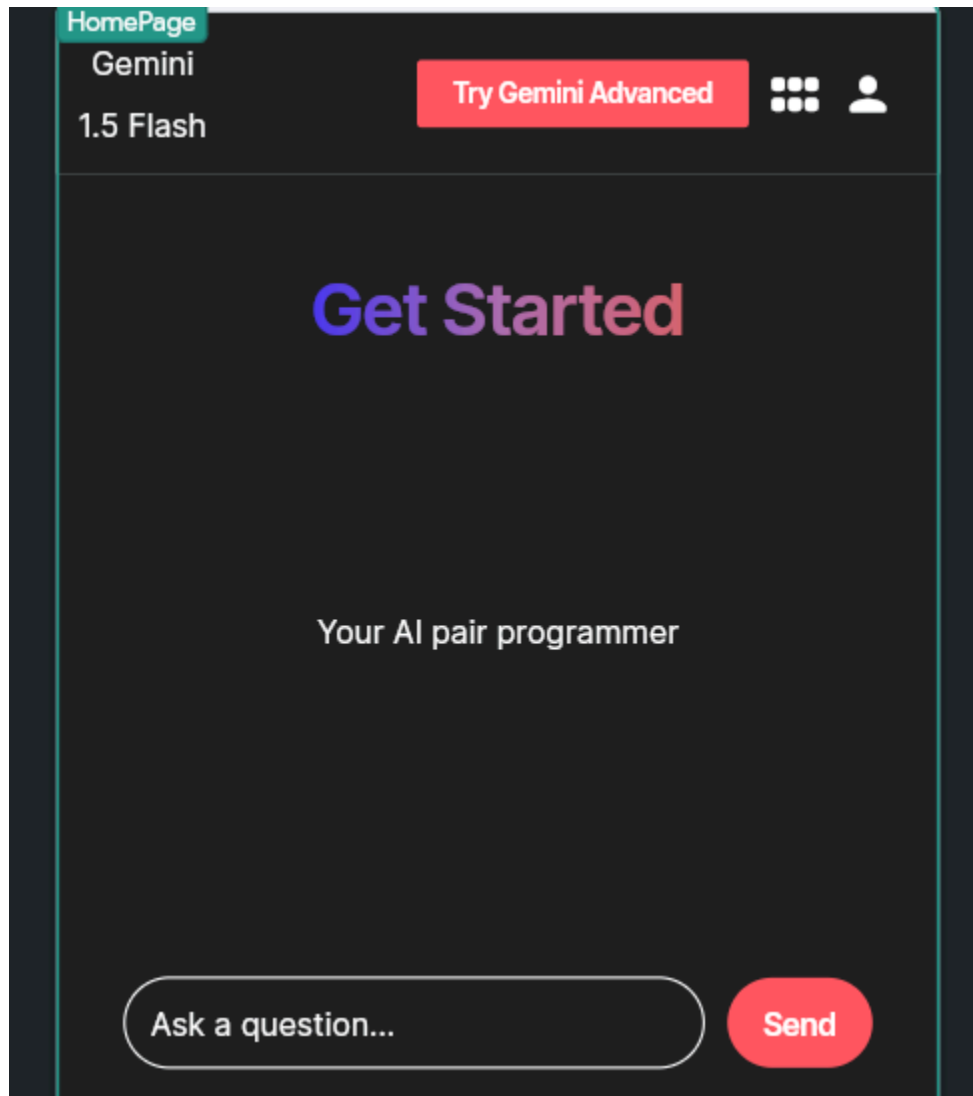 HomePage
Gemini
1.5 Flash
Try Gemini Advanced
Get Started
Your AI pair programmer
Ask a question...
Send